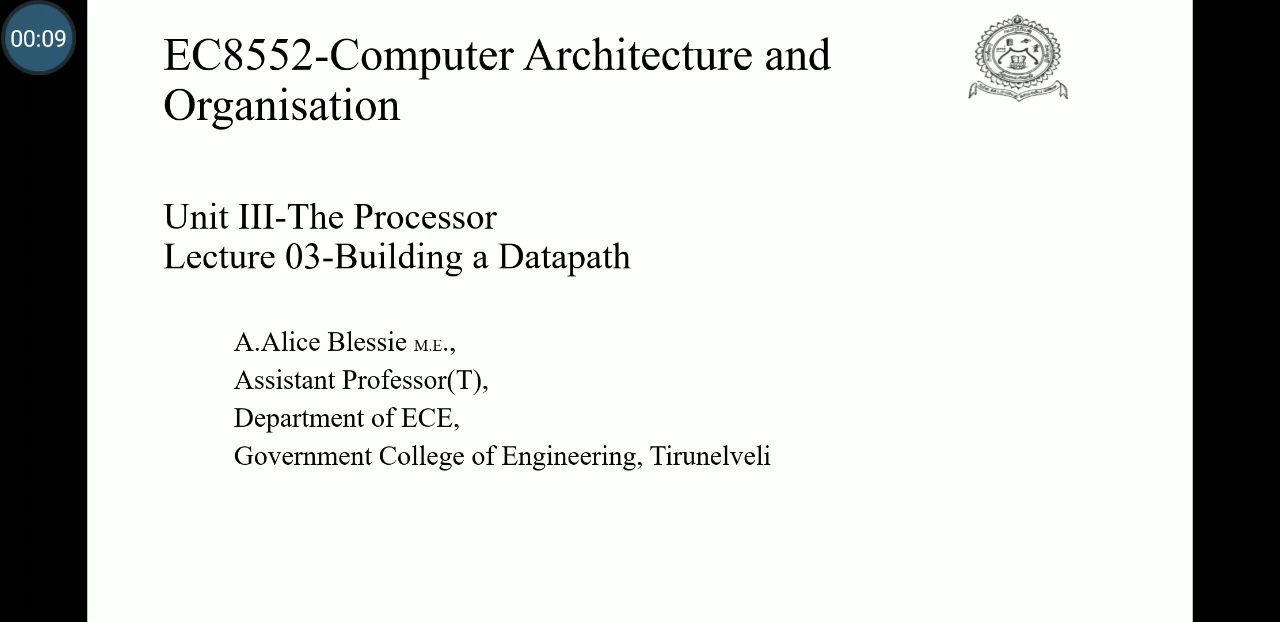 00:09
EC8552-Computer Architecture and
Organisation
Unit III-The Processor
Lecture 03-Building a Datapath
A.Alice Blessie M.E.,
Assistant Professor(T),
Department of ECE,
Government College of Engineering, Tirunelveli